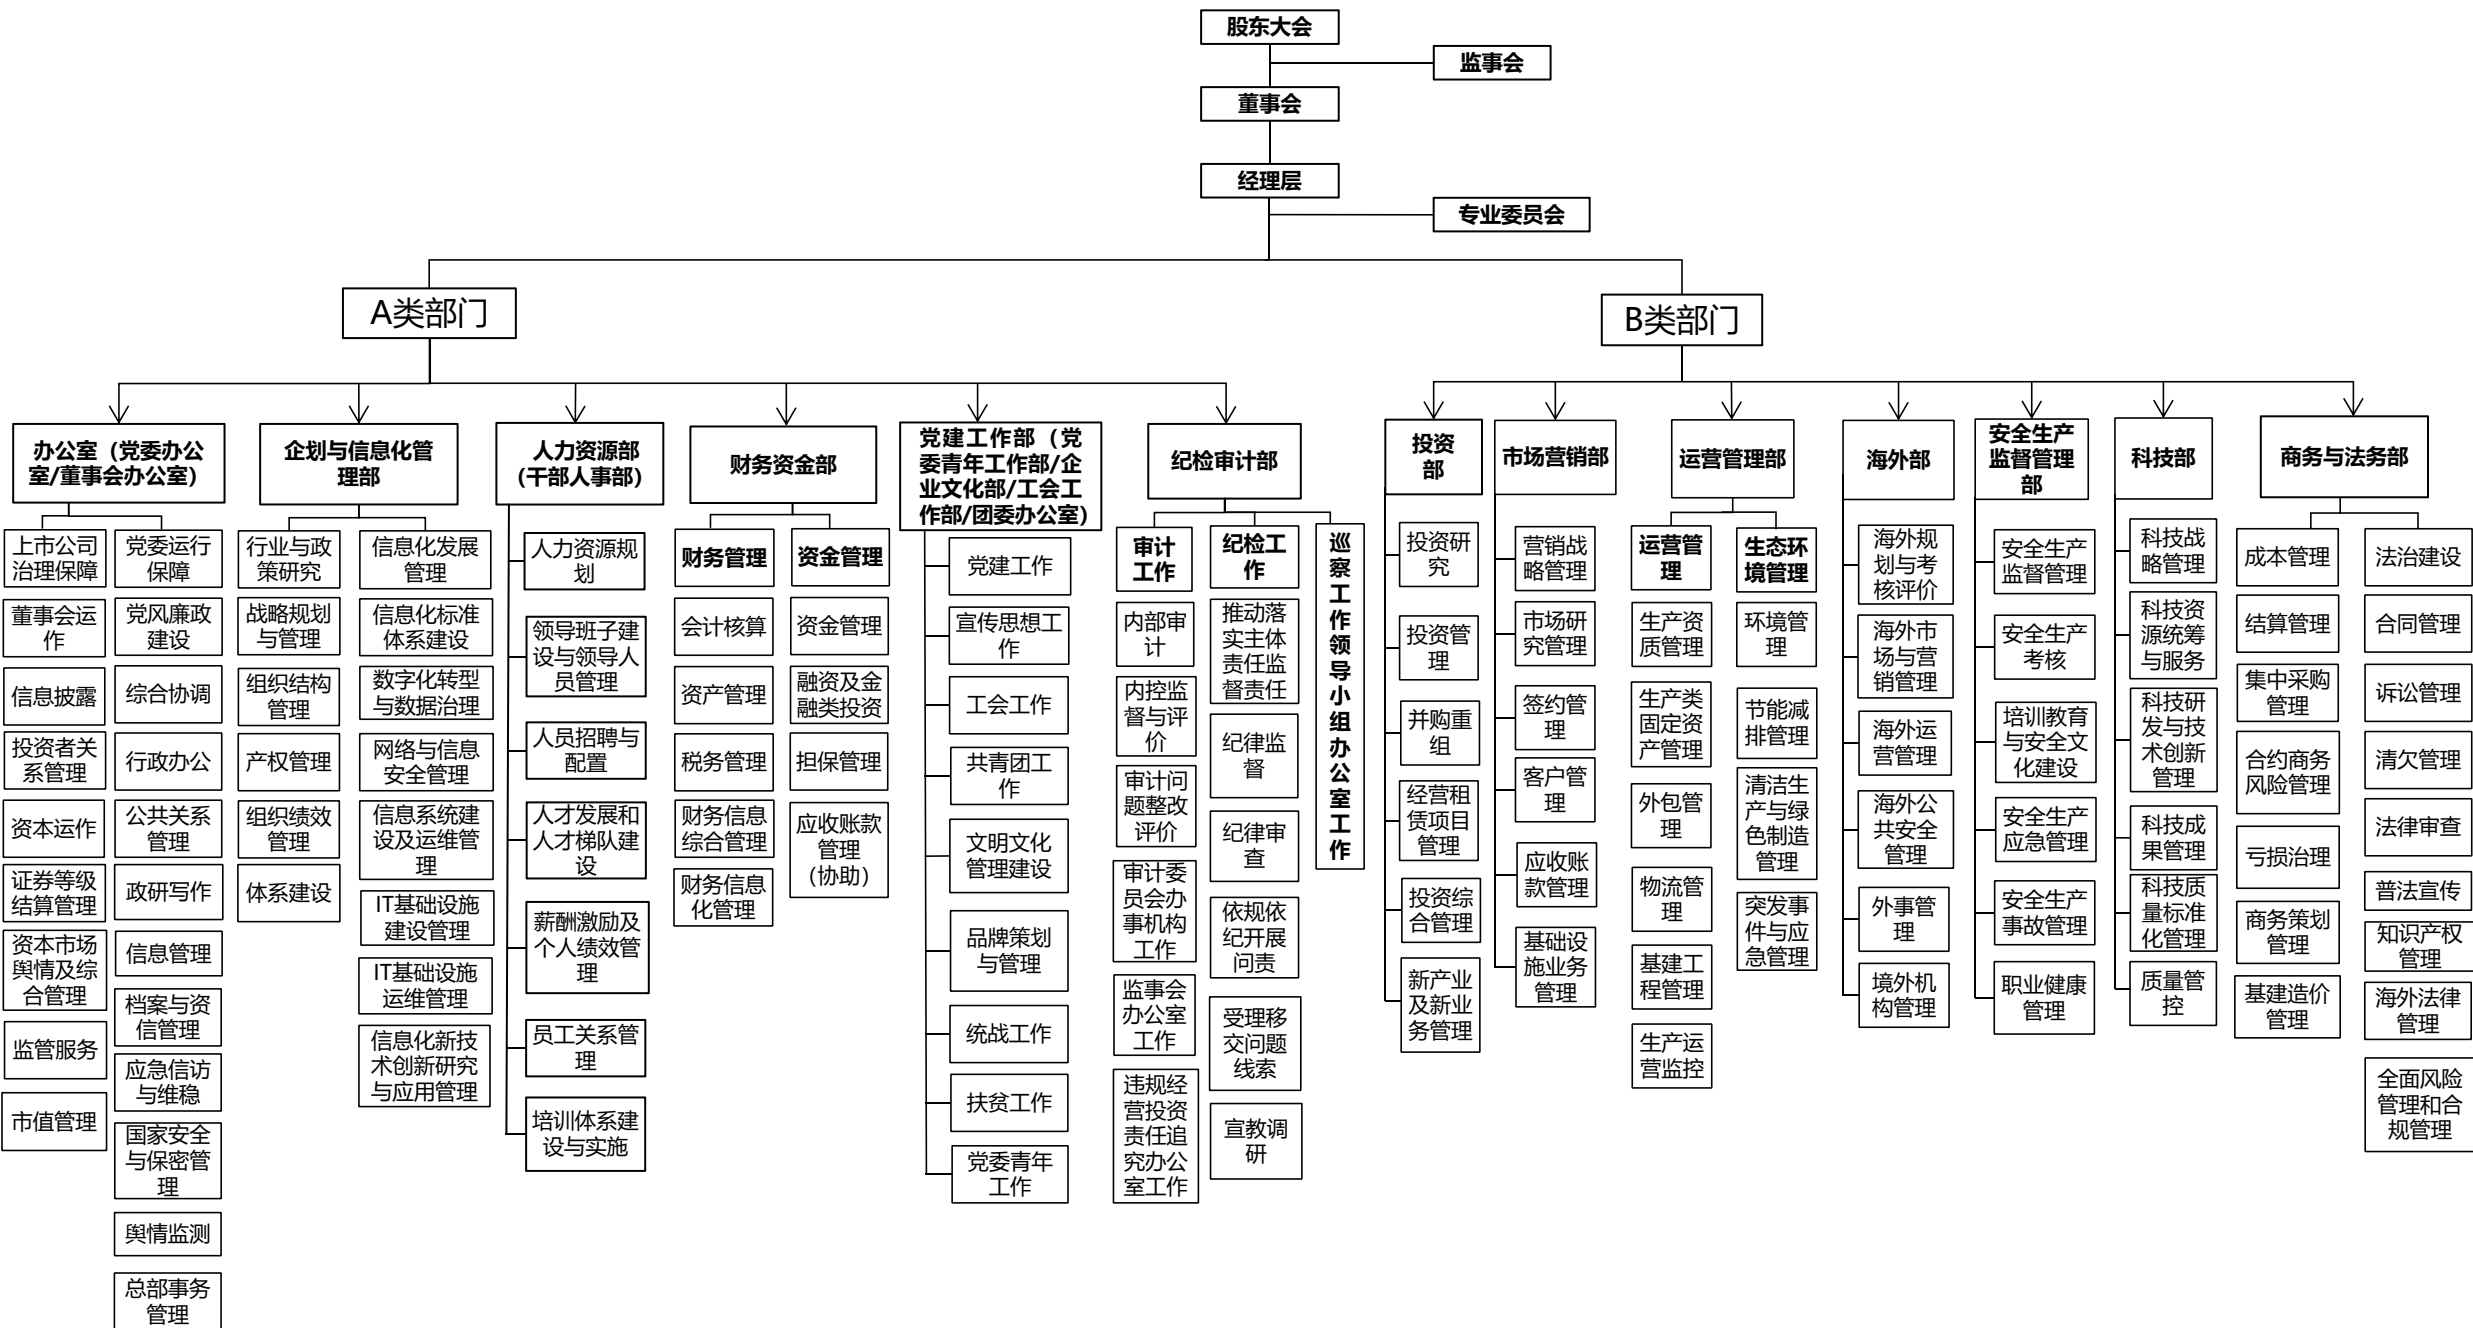 股东大会
监事会
董事会
经理层
专业委员会
A类部门
B类部门
办公室（党委办公
室/董事会办公室）
上市公司
治理保障
董事会运
作
信息披露
投资者关
系管理
资本运作
证券等级
结算管理
资本市场
舆情及综
合管理
监管服务
市值管理
党委运行
保障
党风廉政
建设
综合协调
行政办公
公共关系
管理
政研写作
信息管理
档案与资
信管理
应急信访
与维稳
国家安全
与保密管
理
舆情监测
总部事务
管理
企划与信息化管
理部
行业与政
策研究
战略规划
与管理
组织结构
管理
产权管理
组织绩效
管理
体系建设
信息化发展
管理
信息化标准
体系建设
数字化转型
与数据治理
网络与信息
安全管理
信息系统建
设及运维管
理
IT基础设施
建设管理
IT基础设施
运维管理
信息化新技
术创新研究
与应用管理
人力资源部
（干部人事部）
人力资源规
划
领导班子建
设与领导人
员管理
人员招聘与
配置
人才发展和
人才梯队建
设
薪酬激励及
个人绩效管
理
员工关系管
理
培训体系建
设与实施
财务资金部
财务管理
会计核算
资产管理
税务管理
财务信息
综合管理
财务信息
化管理
资金管理
资金管理
融资及金
融类投资
担保管理
应收账款
管理
（协助）
党建工作部（党
委青年工作部/企
业文化部/工会工
作部/团委办公室）
党建工作
宣传思想工
作
工会工作
共青团工
作
文明文化
管理建设
品牌策划
与管理
统战工作
扶贫工作
党委青年
工作
纪检审计部
审计
工作
内部审
计
内控监
督与评
价
审计问
题整改
评价
审计委
员会办
事机构
工作
监事会
办公室
工作
违规经
营投资
责任追
究办公
室工作
纪检工
作
推动落
实主体
责任监
督责任
纪律监
督
纪律审
查
依规依
纪开展
问责
受理移
交问题
线索
宣教调
研
巡察工作领导小组办公室工作
投资
部
投资研
究
投资管
理
并购重
组
经营租
赁项目
管理
投资综
合管理
新产业
及新业
务管理
市场营销部
营销战
略管理
市场研
究管理
签约管
理
客户管
理
应收账
款管理
基础设
施业务
管理
运营管理部
运营管
理
生产资
质管理
生产类
固定资
产管理
外包管
理
物流管
理
基建工
程管理
生产运
营监控
生态环
境管理
环境管
理
节能减
排管理
清洁生
产与绿
色制造
管理
突发事
件与应
急管理
海外部
海外规
划与考
核评价
海外市
场与营
销管理
海外运
营管理
海外公
共安全
管理
外事管
理
境外机
构管理
安全生产
监督管理
部
安全生产
监督管理
安全生产
考核
培训教育
与安全文
化建设
安全生产
应急管理
安全生产
事故管理
职业健康
管理
科技部
科技战
略管理
科技资
源统筹
与服务
科技研
发与技
术创新
管理
科技成
果管理
科技质
量标准
化管理
质量管
控
商务与法务部
成本管理
结算管理
集中采购
管理
合约商务
风险管理
亏损治理
商务策划
管理
基建造价
管理
法治建设
合同管理
诉讼管理
清欠管理
法律审查
普法宣传
知识产权
管理
海外法律
管理
全面风险
管理和合
规管理